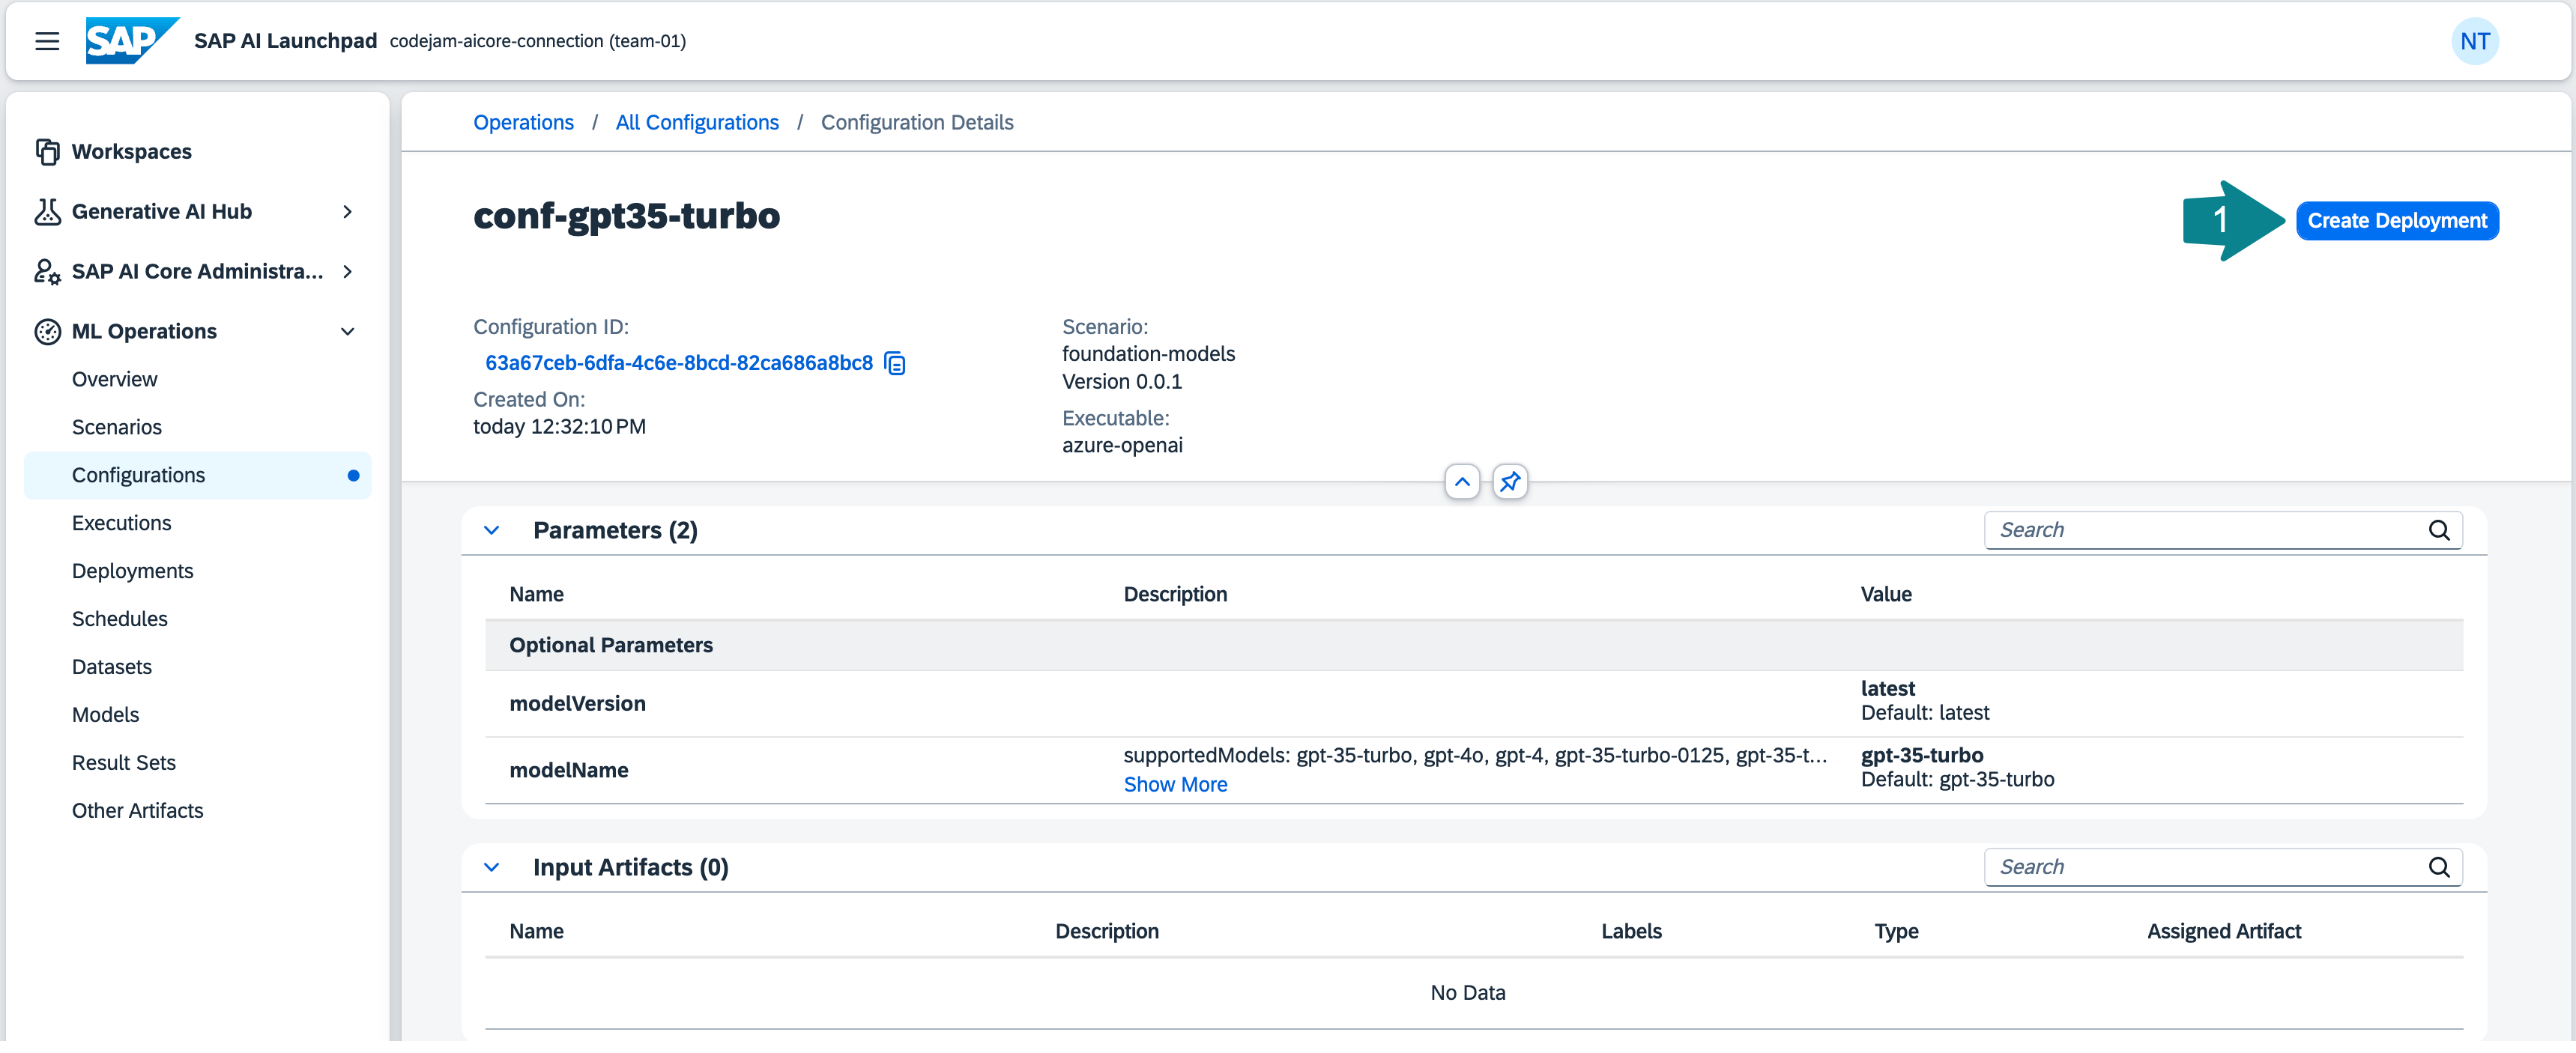 SAP SAP AI Launchpad codejam-aicore-connection (team-01) NT
Workspaces
Generative AI Hub
SAP AI Core Administra...
ML Operations
Overview
Scenarios
Configurations
Executions
Deployments
Schedules
Datasets
Models
Result Sets
Other Artifacts
Operations / All Configurations / Configuration Details
conf-gpt35-turbo
1 Create Deployment
Configuration ID:
63a67ceb-6dfa-4c6e-8bcd-82ca686a8bc8
Created On:
today 12:32:10 PM
Scenario:
foundation-models
Version 0.0.1
Executable:
azure-openai
Parameters (2) Search
Name Description Value
Optional Parameters
modelVersion latest
Default: latest
modelName supportedModels: gpt-35-turbo, gpt-4o, gpt-4, gpt-35-turbo-0125, gpt-35-t... gpt-35-turbo
Show More Default: gpt-35-turbo
Input Artifacts (0) Search
Name Description Labels Type Assigned Artifact
No Data